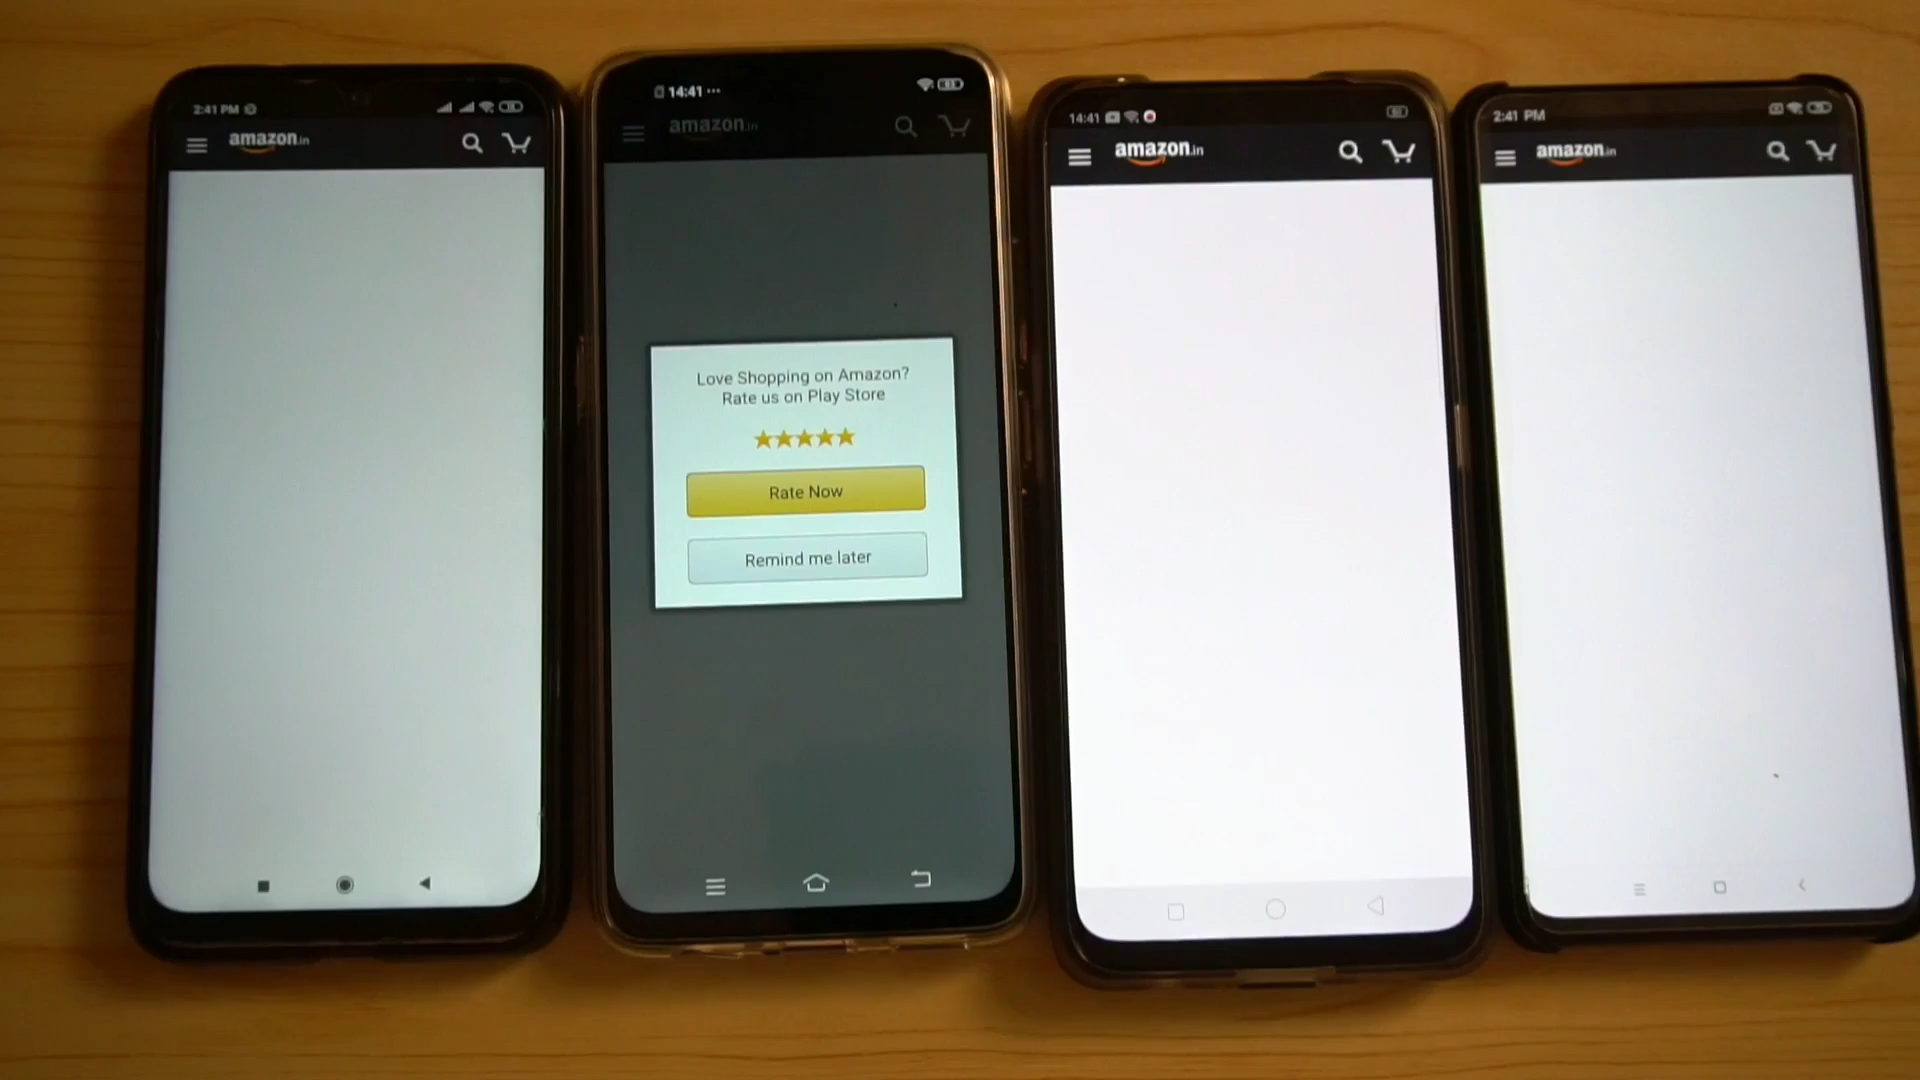 2:41 PM
amazon.in
14:41 ...
amazon.in
Love Shopping on Amazon?
Rate us on Play Store
Rate Now
Remind me later
14:41
amazon.in
2:41 PM
amazon.in